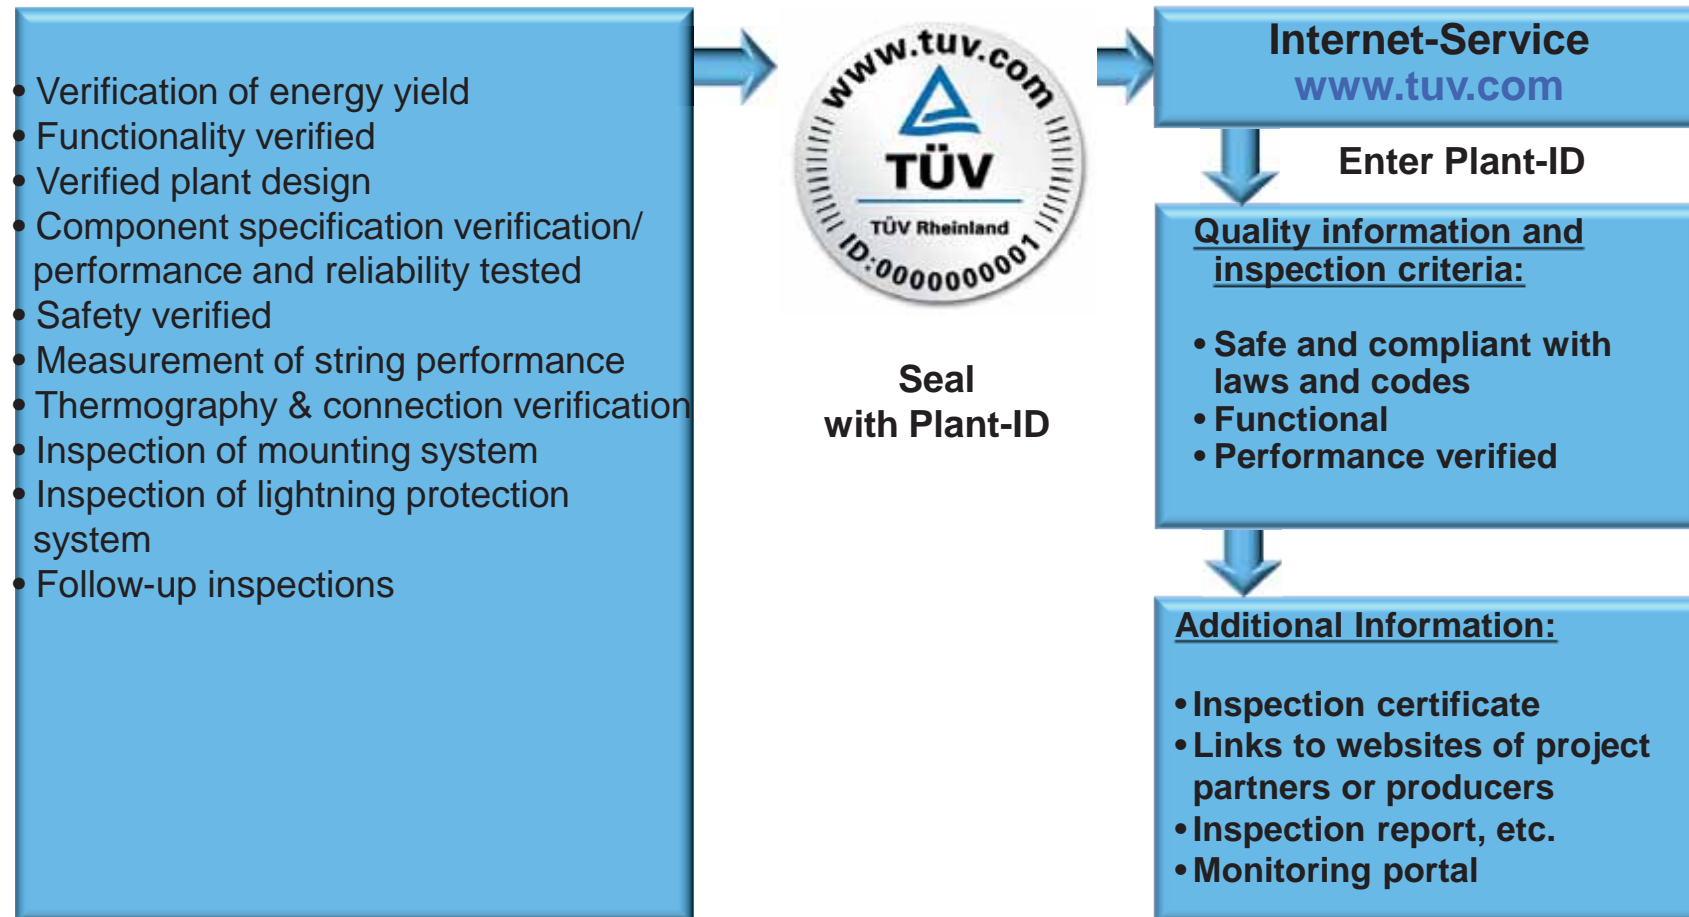 • Verification of energy yield
• Functionality verified
• Verified plant design
• Component specification verification/
performance and reliability tested
• Safety verified
• Measurement of string performance
• Thermography & connection verification
• Inspection of mounting system
• Inspection of lightning protection
system
• Follow-up inspections
www.tuv.com
TÜV
TÜV Rheinland
ID:0000000001
Seal
with Plant-ID
Internet-Service
www.tuv.com
Enter Plant-ID
Quality information and
inspection criteria:
• Safe and compliant with
laws and codes
• Functional
• Performance verified
Additional Information:
• Inspection certificate
• Links to websites of project
partners or producers
• Inspection report, etc.
• Monitoring portal